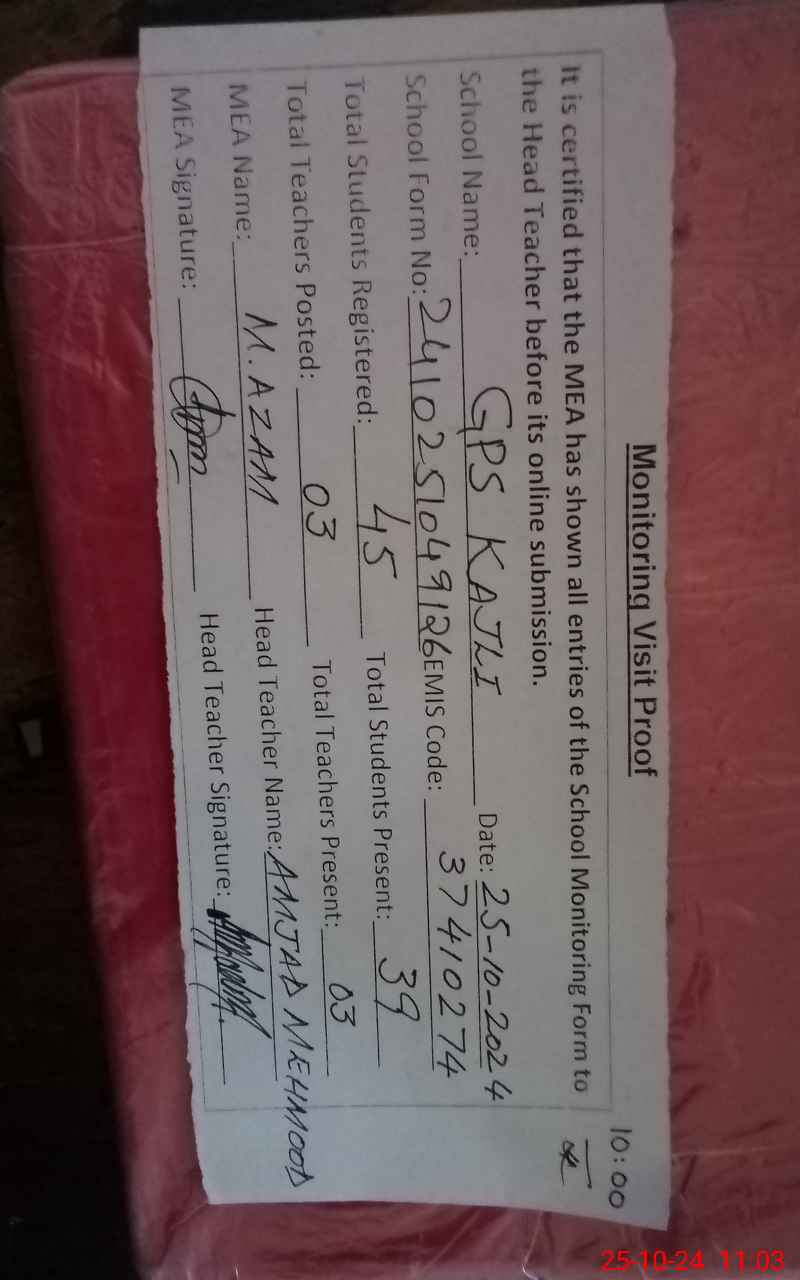 10:00
Monitoring Visit Proof
It is certified that the MEA has shown all entries of the School Monitoring Form to
the Head Teacher before its online submission.
School Name: GPS KAJLI Date: 25-10-2024
School Form No: 2410251049126 EMIS Code: 37410274
Total Students Registered: 45 Total Students Present: 39
Total Teachers Posted: 03 Total Teachers Present: 03
MEA Name: M. AZAM Head Teacher Name: AMJAD MEHMOOD
MEA Signature: Head Teacher Signature:
25-10-24 11:03